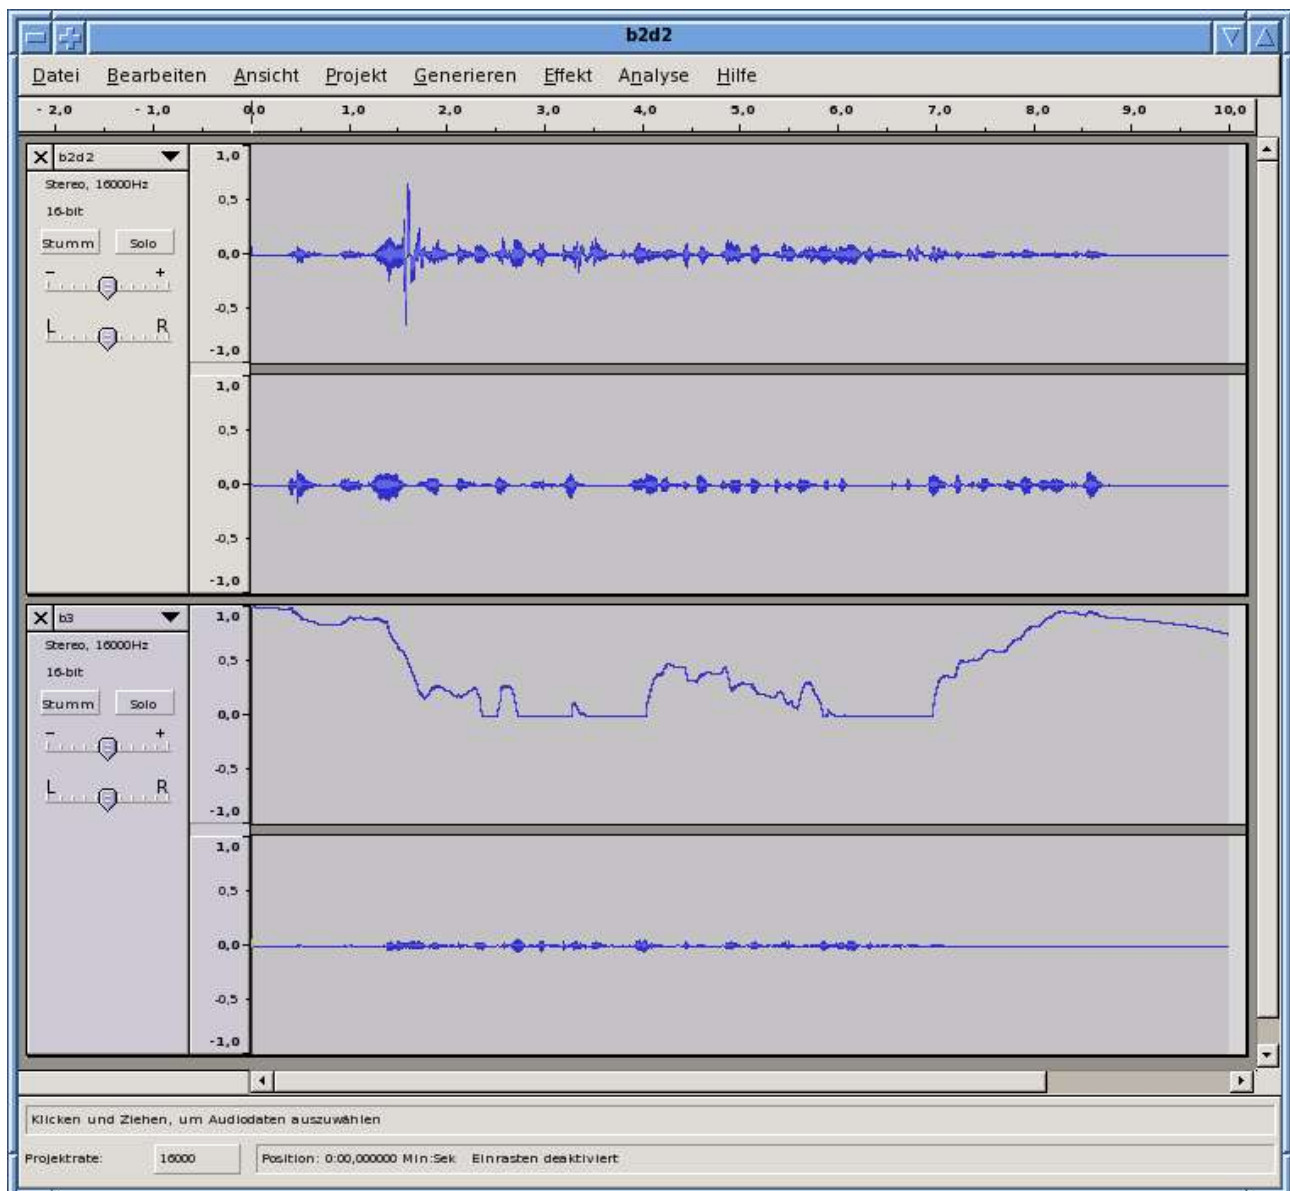 b2d2
Datei Bearbeiten Ansicht Projekt Generieren Effekt Analyse Hilfe
- 2,0 - 1,0 0,0 1,0 2,0 3,0 4,0 5,0 6,0 7,0 8,0 9,0 10,0
b2d2
Stereo, 16000Hz
16-bit
Stumm Solo
- +
L R
1,0
0,5
0,0
-0,5
-1,0
1,0
0,5
0,0
-0,5
-1,0
b3
Stereo, 16000Hz
16-bit
Stumm Solo
- +
L R
1,0
0,5
0,0
-0,5
-1,0
1,0
0,5
0,0
-0,5
-1,0
Klicken und Ziehen, um Audiodaten auszuwählen
Projektrate: 16000 Position: 0:00,000000 Min:Sek Einrasten deaktiviert